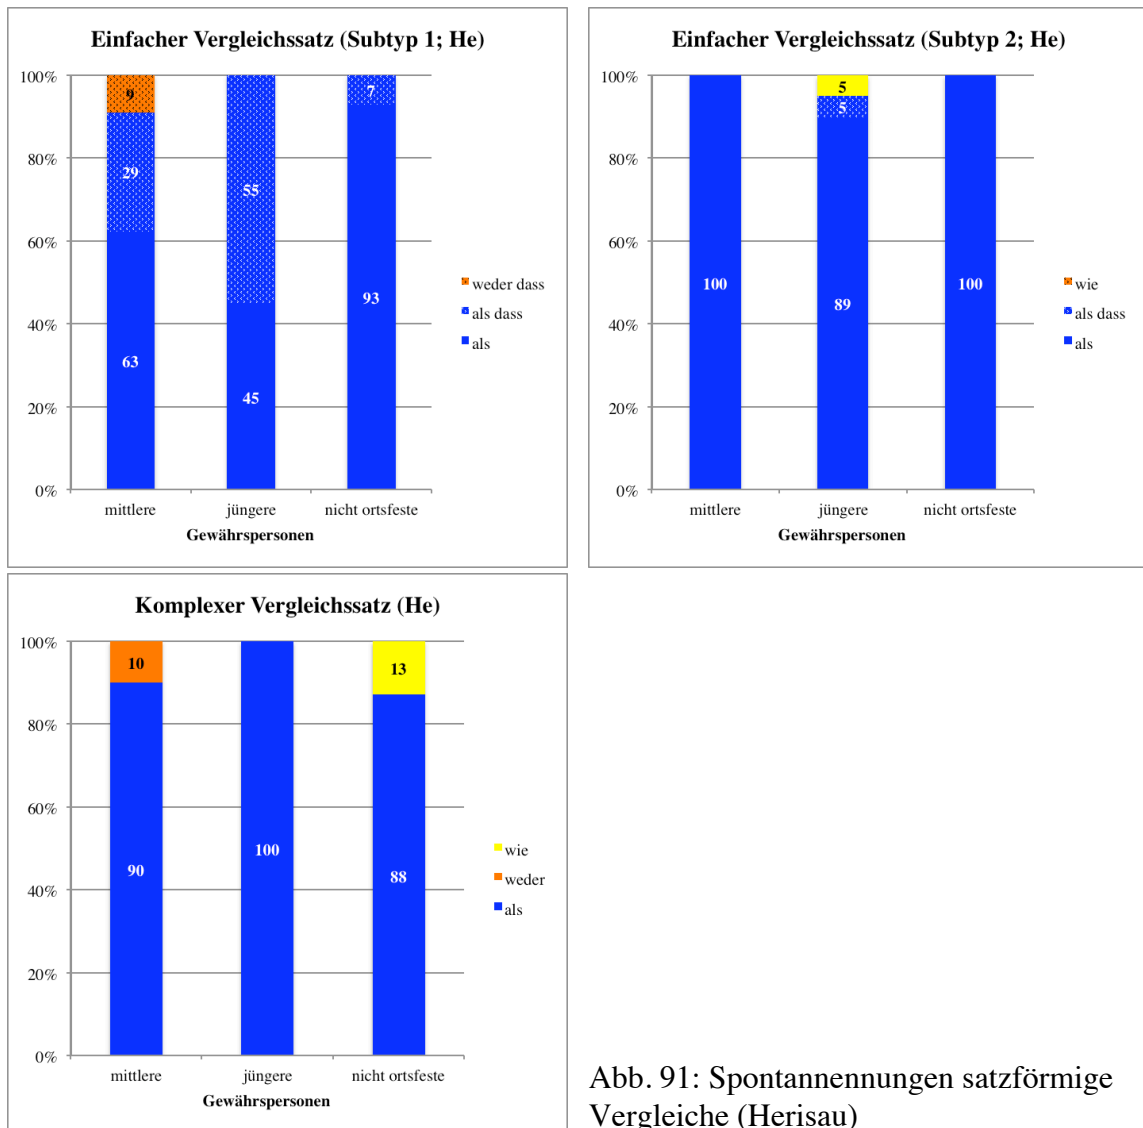 Einfacher Vergleichssatz (Subtyp 1; He)
100%
80%
60%
40%
20%
0%
9
29
63
55
45
7
93
weder dass
als dass
als
mittlere
jüngere
nicht ortsfeste
Gewährspersonen
Einfacher Vergleichssatz (Subtyp 2; He)
100%
80%
60%
40%
20%
0%
100
5
5
89
100
wie
als dass
als
mittlere
jüngere
nicht ortsfeste
Gewährspersonen
Komplexer Vergleichssatz (He)
100%
80%
60%
40%
20%
0%
10
90
100
13
88
wie
weder
als
mittlere
jüngere
nicht ortsfeste
Gewährspersonen
Abb. 91: Spontannennungen satzförmige
Vergleiche (Herisau)